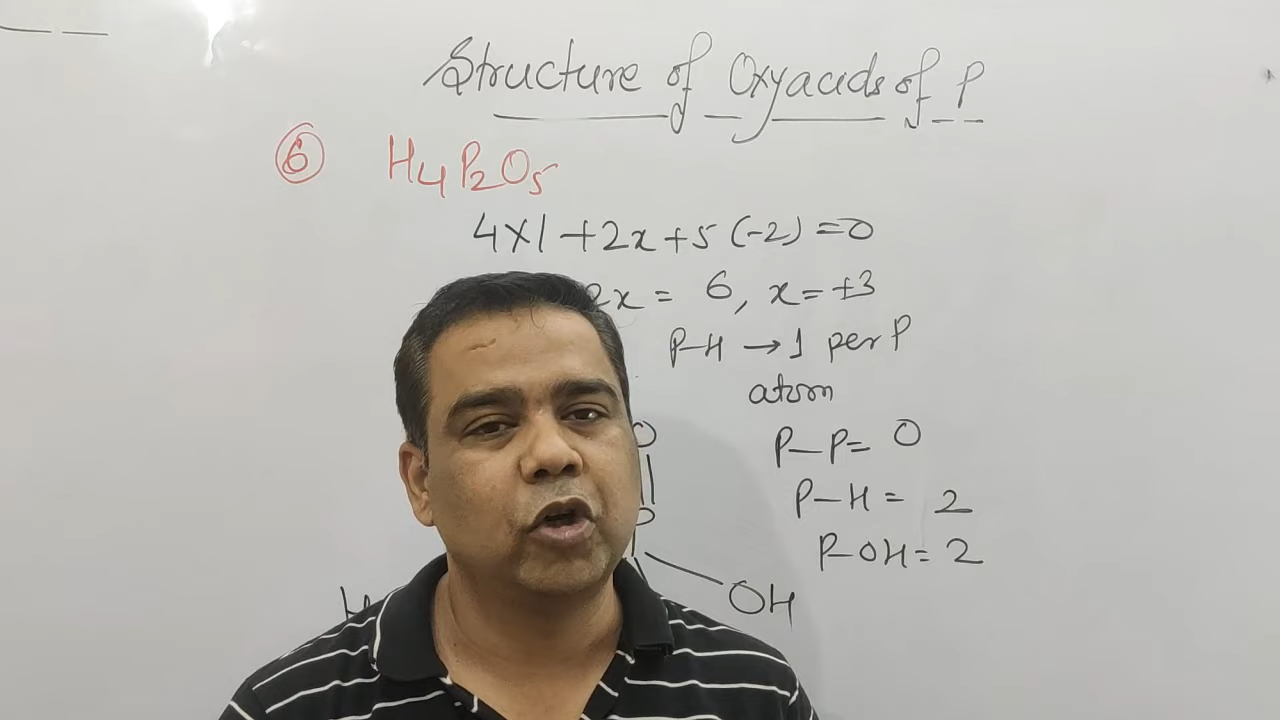 Structure of Oxyacids of P
6 H4P2O5
4×1+2x+5(-2)=0
2x = 6, x=+3
P-H → 1 per P
atom
P-P= 0
P-H = 2
P-OH= 2
O
P
OH
H